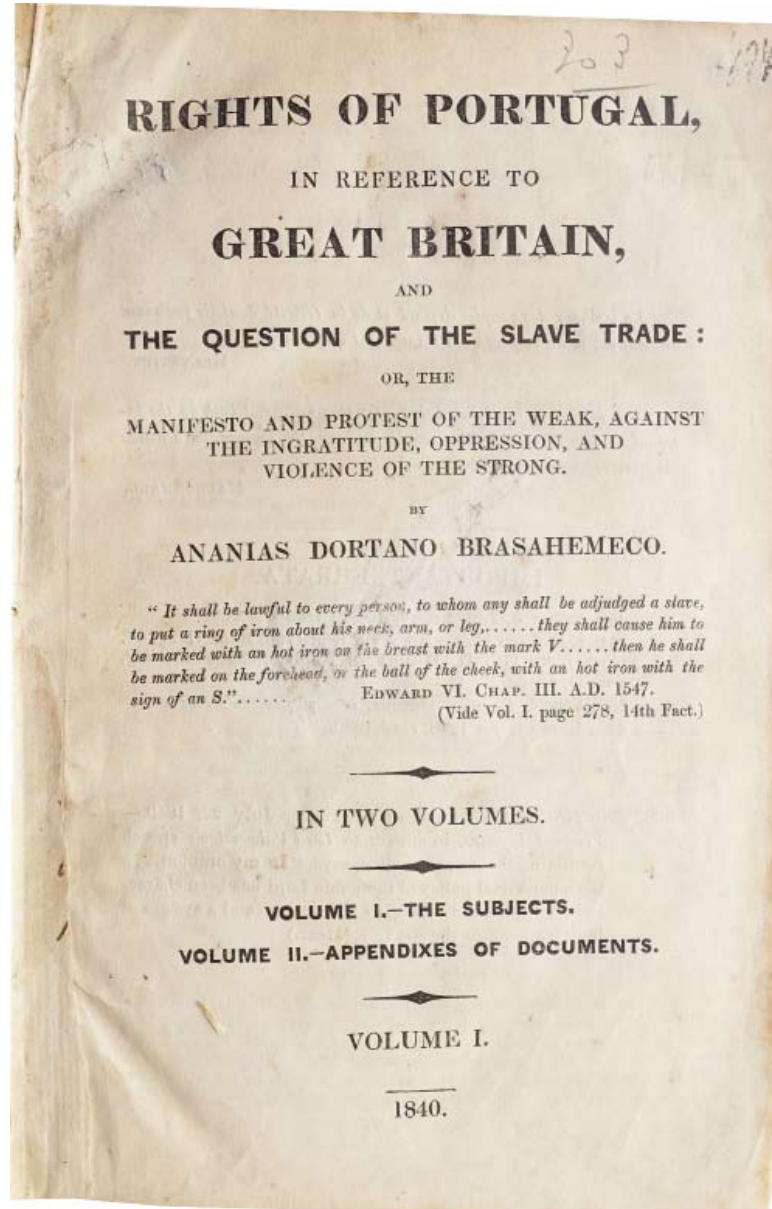 203
RIGHTS OF PORTUGAL,
IN REFERENCE TO
GREAT BRITAIN,
AND
THE QUESTION OF THE SLAVE TRADE:
OR, THE
MANIFESTO AND PROTEST OF THE WEAK, AGAINST
THE INGRATITUDE, OPPRESSION, AND
VIOLENCE OF THE STRONG.
BY
ANANIAS DORTANO BRASAHEMECO.
“ It shall be lawful to every person, to whom any shall be adjudged a slave,
to put a ring of iron about his neck, arm, or leg,......they shall cause him to
be marked with an hot iron on the breast with the mark V......then he shall
be marked on the forehead, or the ball of the cheek, with an hot iron with the
sign of an S.”...... EDWARD VI. CHAP. III. A.D. 1547.
(Vide Vol. I. page 278, 14th Fact.)
IN TWO VOLUMES.
VOLUME I.—THE SUBJECTS.
VOLUME II.—APPENDIXES OF DOCUMENTS.
VOLUME I.
1840.